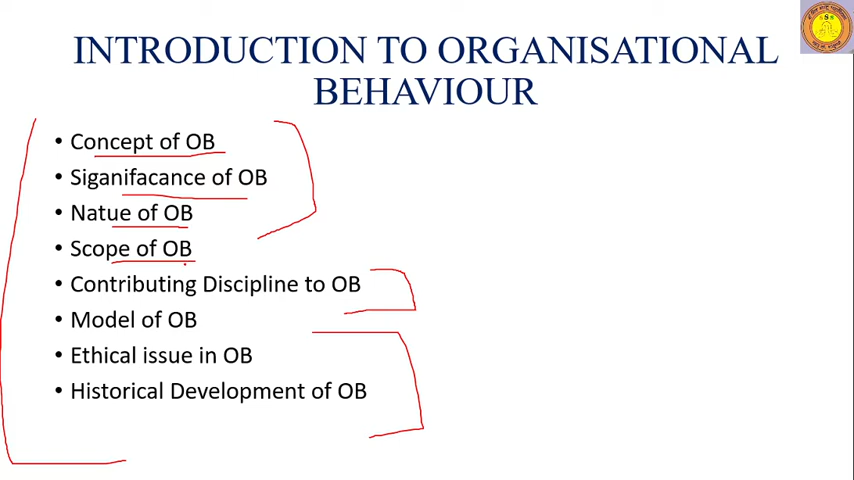 INTRODUCTION TO ORGANISATIONAL
BEHAVIOUR
• Concept of OB
• Siganifacance of OB
• Natue of OB
• Scope of OB
• Contributing Discipline to OB
• Model of OB
• Ethical issue in OB
• Historical Development of OB